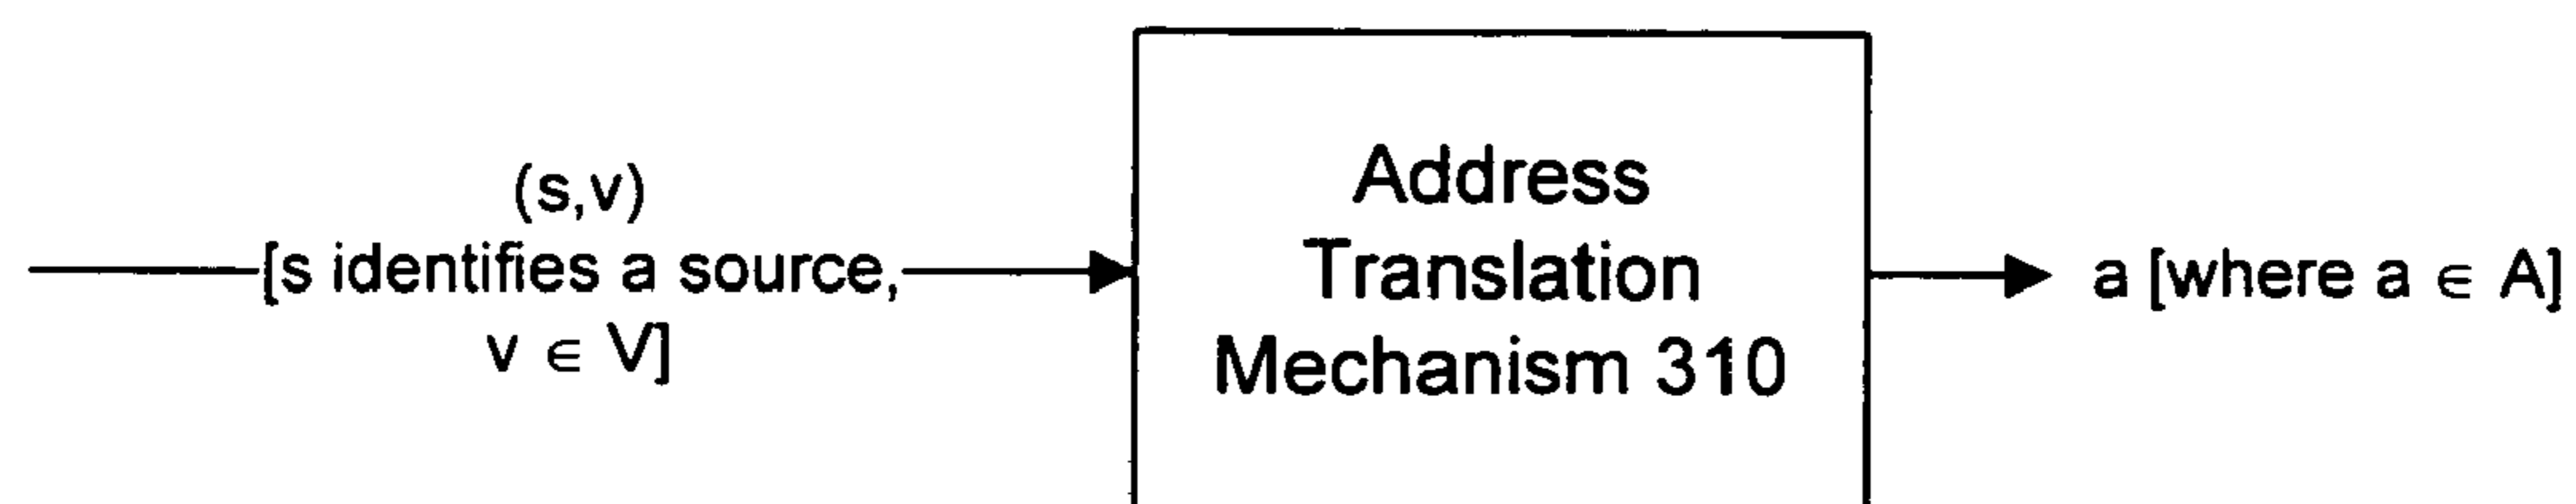 (s,v)
[s identifies a source,
v ∈ V]
Address
Translation
Mechanism 310
a [where a ∈ A]